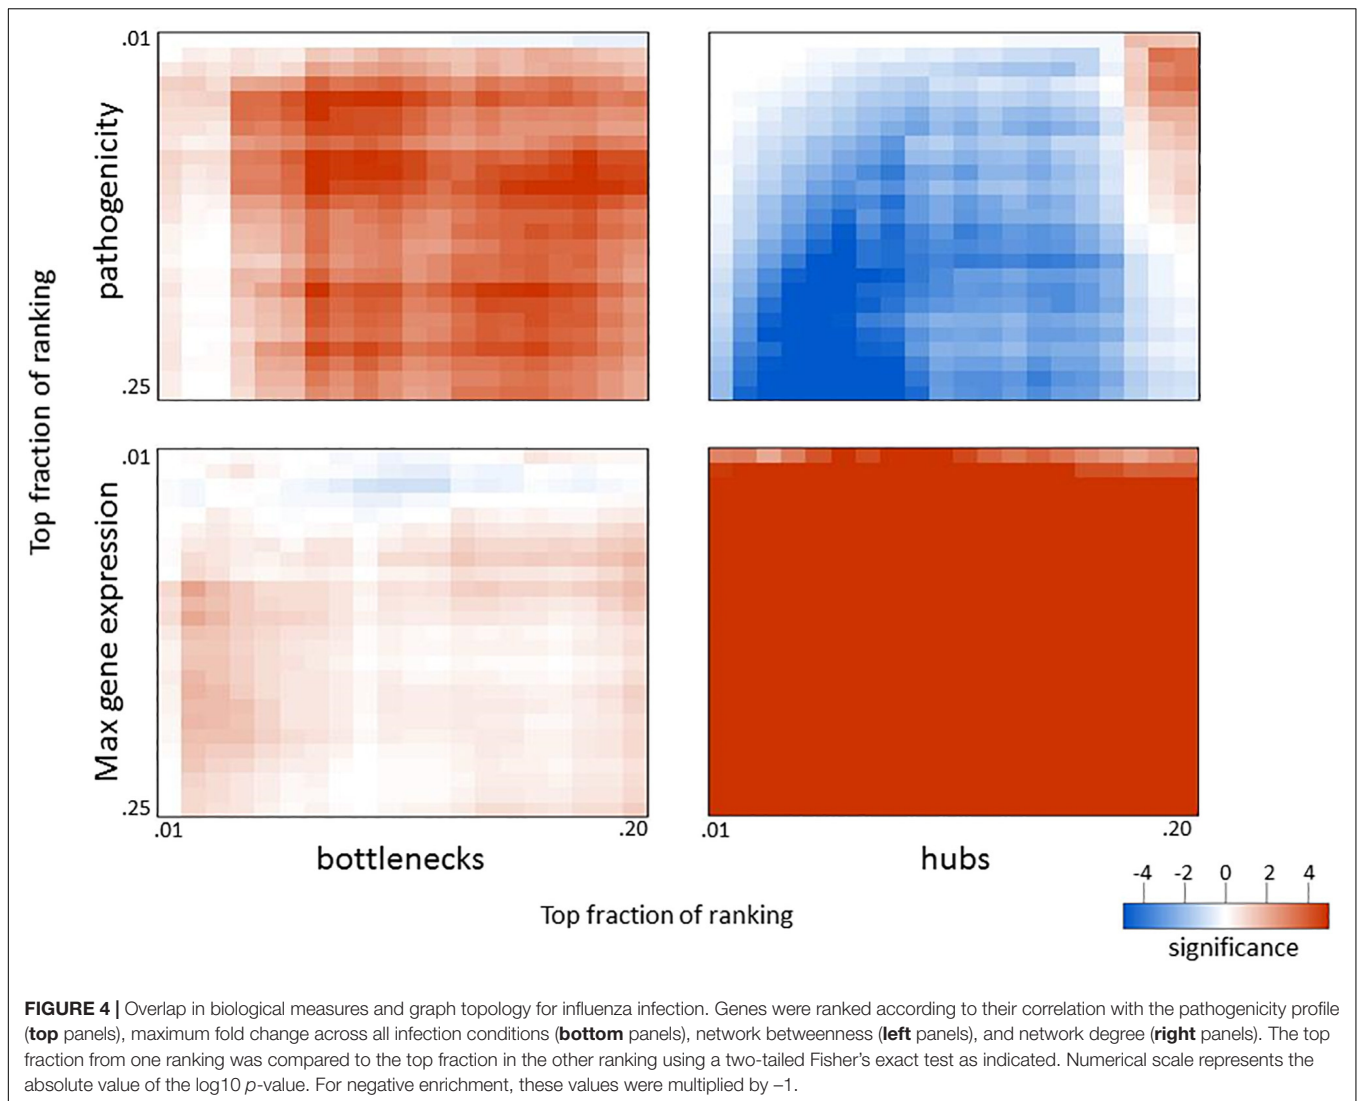 .01
pathogenicity
.25
Top fraction of ranking
.01
Max gene expression
.25
.01 .20 .01 .20
bottlenecks hubs
-4 -2 0 2 4
Top fraction of ranking
significance
FIGURE 4 | Overlap in biological measures and graph topology for influenza infection. Genes were ranked according to their correlation with the pathogenicity profile
(top panels), maximum fold change across all infection conditions (bottom panels), network betweenness (left panels), and network degree (right panels). The top
fraction from one ranking was compared to the top fraction in the other ranking using a two-tailed Fisher's exact test as indicated. Numerical scale represents the
absolute value of the log10 p-value. For negative enrichment, these values were multiplied by –1.